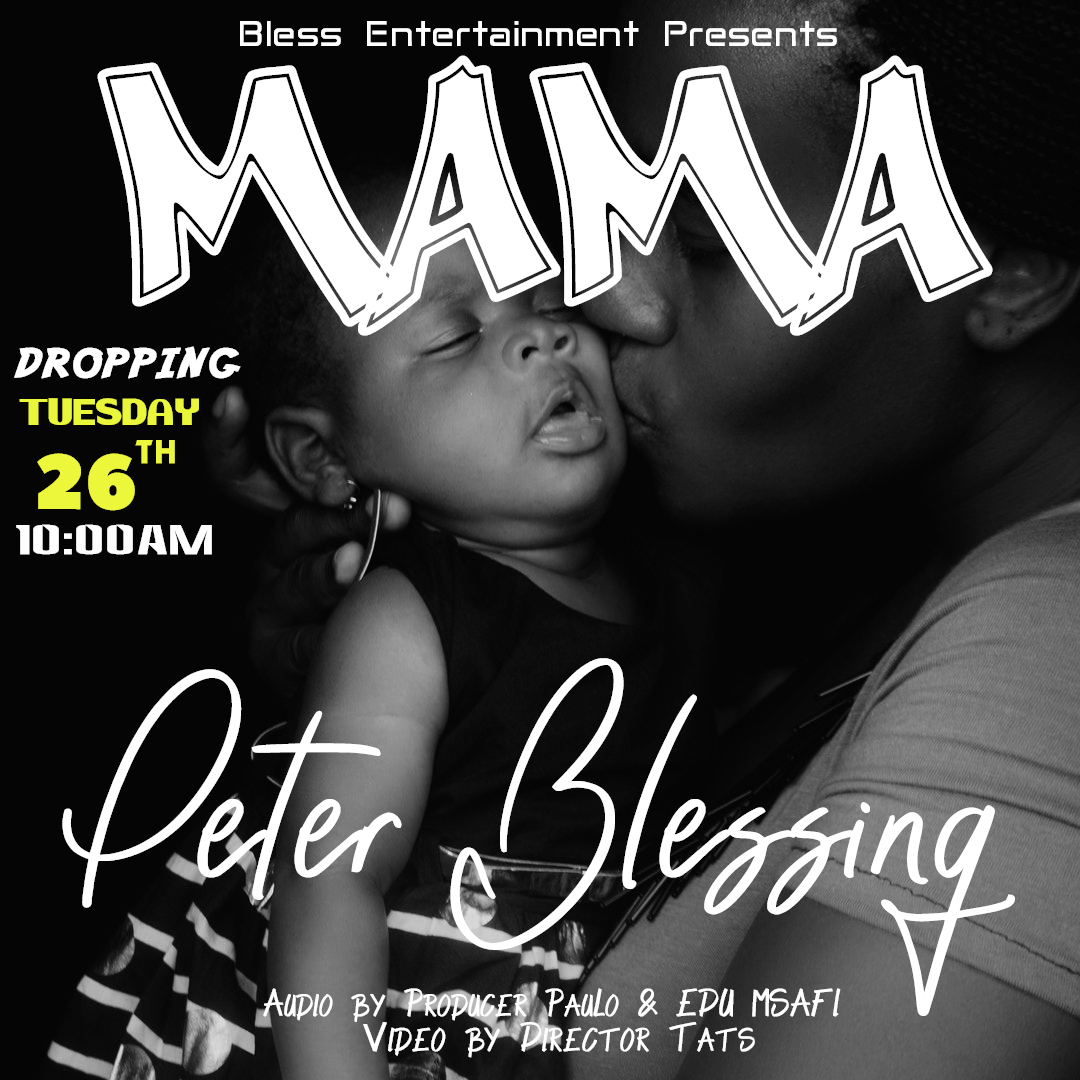 Bless Entertainment Presents
MAMA
DROPPING
TUESDAY
26TH
10:00AM
Peter Blessing
AUDIO BY PRODUCER PAULO & EDU MSAFI
VIDEO BY DIRECTOR TATS